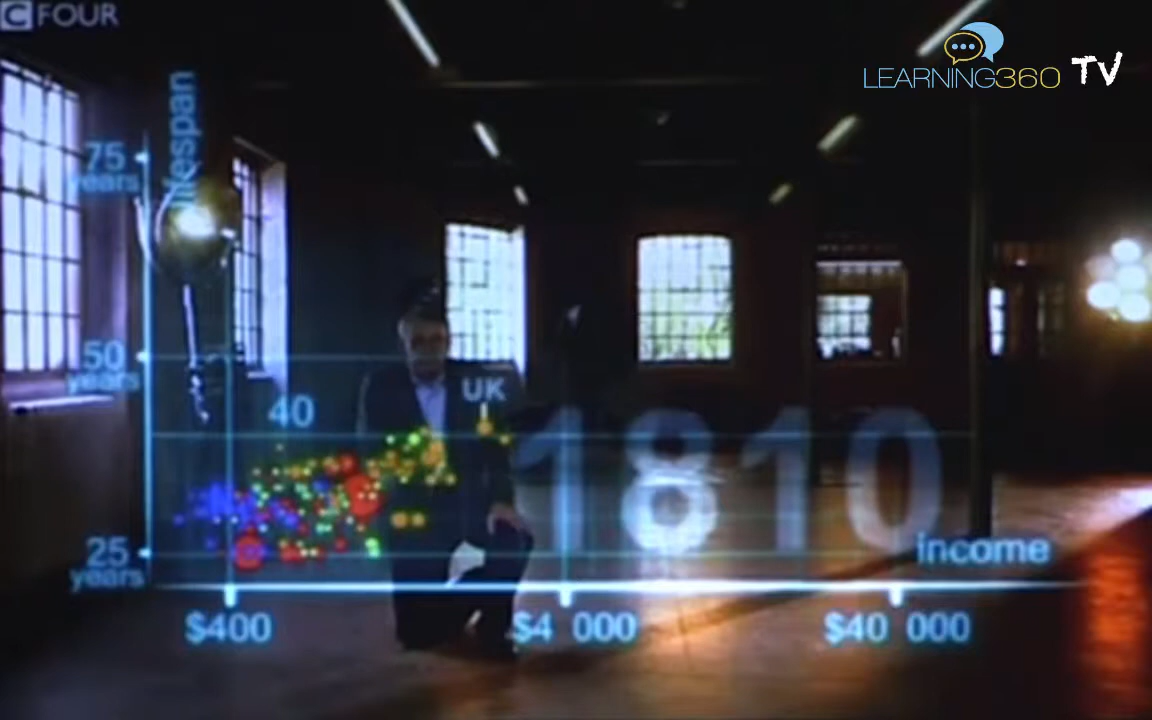 C FOUR
LEARNING360 TV
lifespan
75
years
50
years
40
UK
1810
25
years
income
$400
$4 000
$40 000